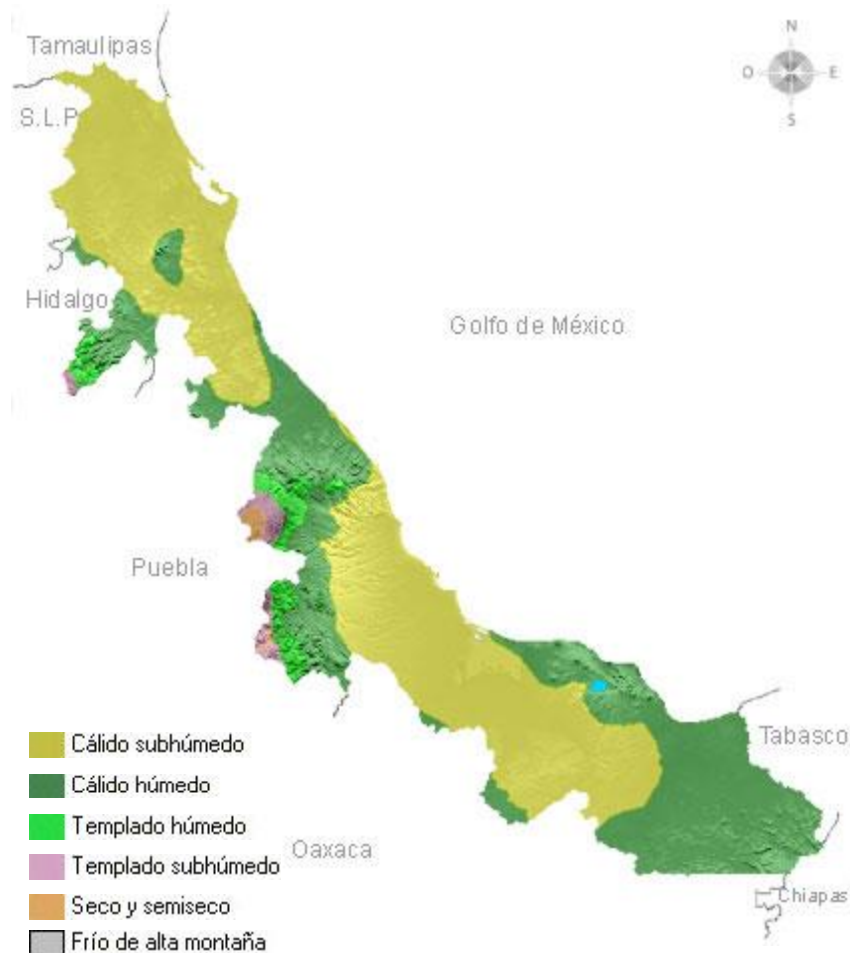 Tamaulipas
N
O
E
S
S.L.P
Hidalgo
Golfo de México
Puebla
Tabasco
Oaxaca
Chiapas
Cálido subhúmedo
Cálido húmedo
Templado húmedo
Templado subhúmedo
Seco y semiseco
Frío de alta montaña